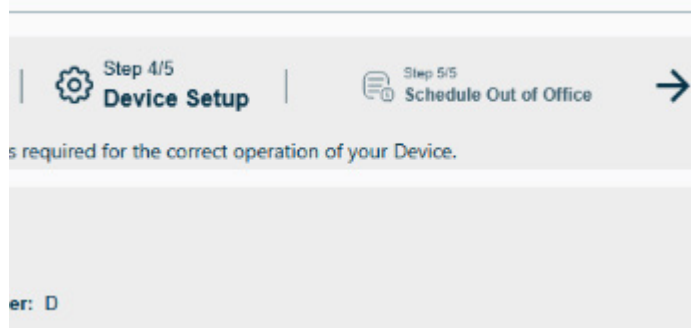 Step 4/5
Device Setup
Step 5/5
Schedule Out of Office
s required for the correct operation of your Device.
er: D